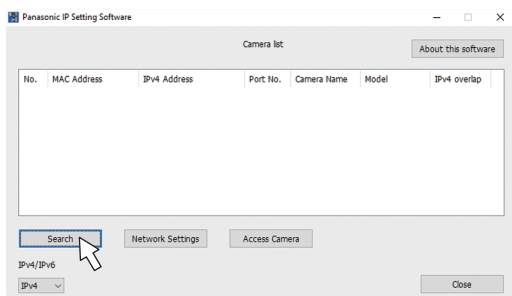 Panasonic IP Setting Software
Camera list
About this software
No. MAC Address IPv4 Address Port No. Camera Name Model IPv4 overlap
Search Network Settings Access Camera
IPv4/IPv6
IPv4 Close